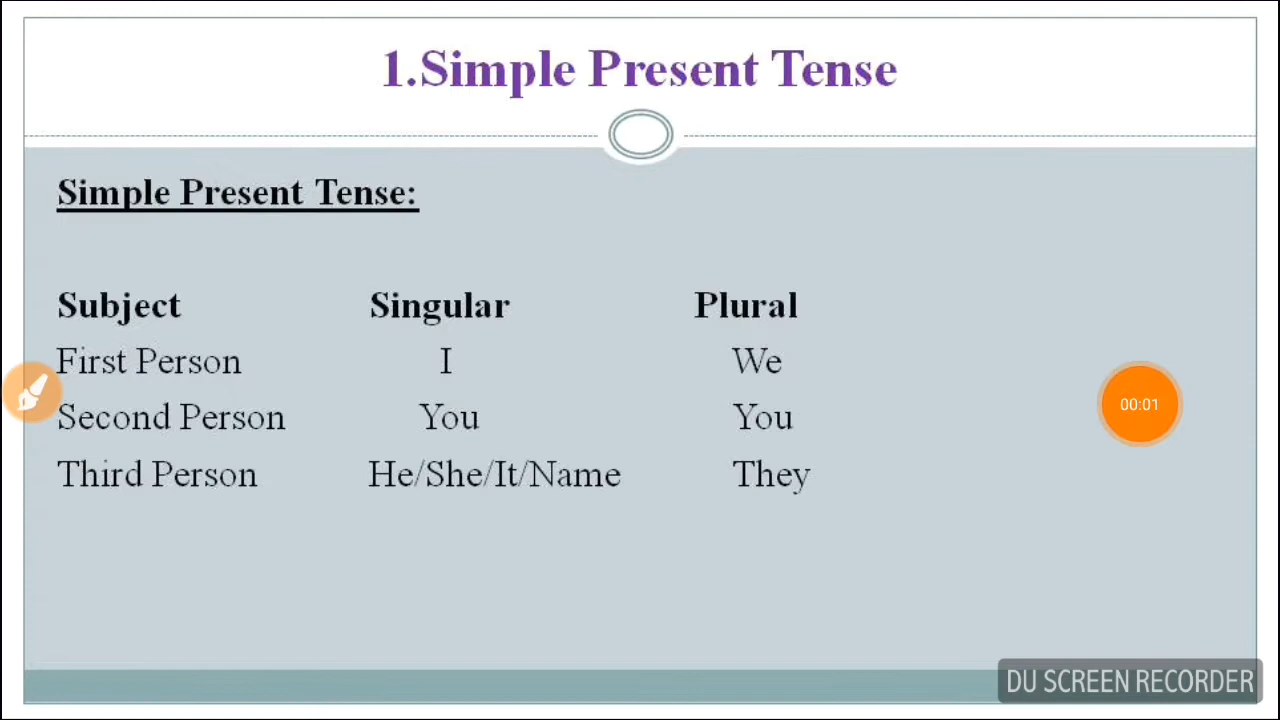 1.Simple Present Tense
Simple Present Tense:
Subject Singular Plural
First Person I We
Second Person You You
Third Person He/She/It/Name They
00:01
DU SCREEN RECORDER